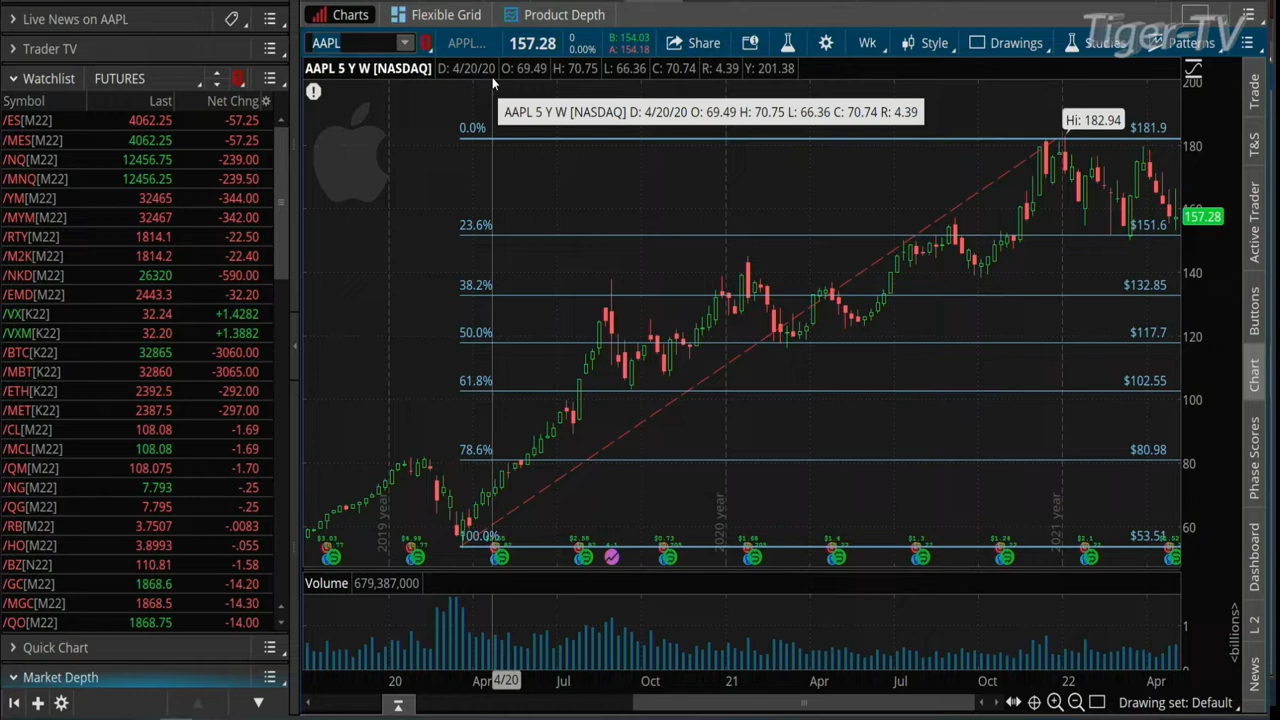 Live News on AAPL
Charts
Flexible Grid
Product Depth
Tiger-TV
Trader TV
AAPL
APPL...
157.28
0
0.00%
B: 154.03
A: 154.18
Share
Wk
Style
Drawings
Studies
Patterns
Watchlist
FUTURES
AAPL 5 Y W [NASDAQ] D: 4/20/20 O: 69.49 H: 70.75 L: 66.36 C: 70.74 R: 4.39 Y: 201.38
Symbol Last Net Chng
/ES[M22] 4062.25 -57.25
/MES[M22] 4062.25 -57.25
/NQ[M22] 12456.75 -239.00
/MNQ[M22] 12456.25 -239.50
/YM[M22] 32465 -344.00
/MYM[M22] 32467 -342.00
/RTY[M22] 1814.1 -22.50
/M2K[M22] 1814.2 -22.40
/NKD[M22] 26320 -590.00
/EMD[M22] 2443.3 -32.20
/VX[K22] 32.24 +1.4282
/VXM[K22] 32.20 +1.3882
/BTC[K22] 32865 -3060.00
/MBT[K22] 32860 -3065.00
/ETH[K22] 2392.5 -292.00
/MET[K22] 2387.5 -297.00
/CL[M22] 108.08 -1.69
/MCL[M22] 108.08 -1.69
/QM[M22] 108.075 -1.70
/NG[M22] 7.793 -.25
/QG[M22] 7.795 -.25
/RB[M22] 3.7507 -.0083
/HO[M22] 3.8993 -.055
/BZ[N22] 110.81 -1.58
/GC[M22] 1868.6 -14.20
/MGC[M22] 1868.5 -14.30
/QO[M22] 1868.75 -14.00
Quick Chart
Market Depth
AAPL 5 Y W [NASDAQ] D: 4/20/20 O: 69.49 H: 70.75 L: 66.36 C: 70.74 R: 4.39
Hi: 182.94
0.0% $181.9
23.6% $151.6
38.2% $132.85
50.0% $117.7
61.8% $102.55
78.6% $80.98
100.0% $53.5
200
180
160
157.28
140
120
100
80
60
2019 year
2020 year
2021 year
Volume 679,387,000
1
0
<billions>
20 Apr 4/20 Jul Oct 21 Apr Jul Oct 22 Apr
Drawing set: Default
Trade
T&S
Active Trader
Buttons
Chart
Phase Scores
Dashboard
L 2
News